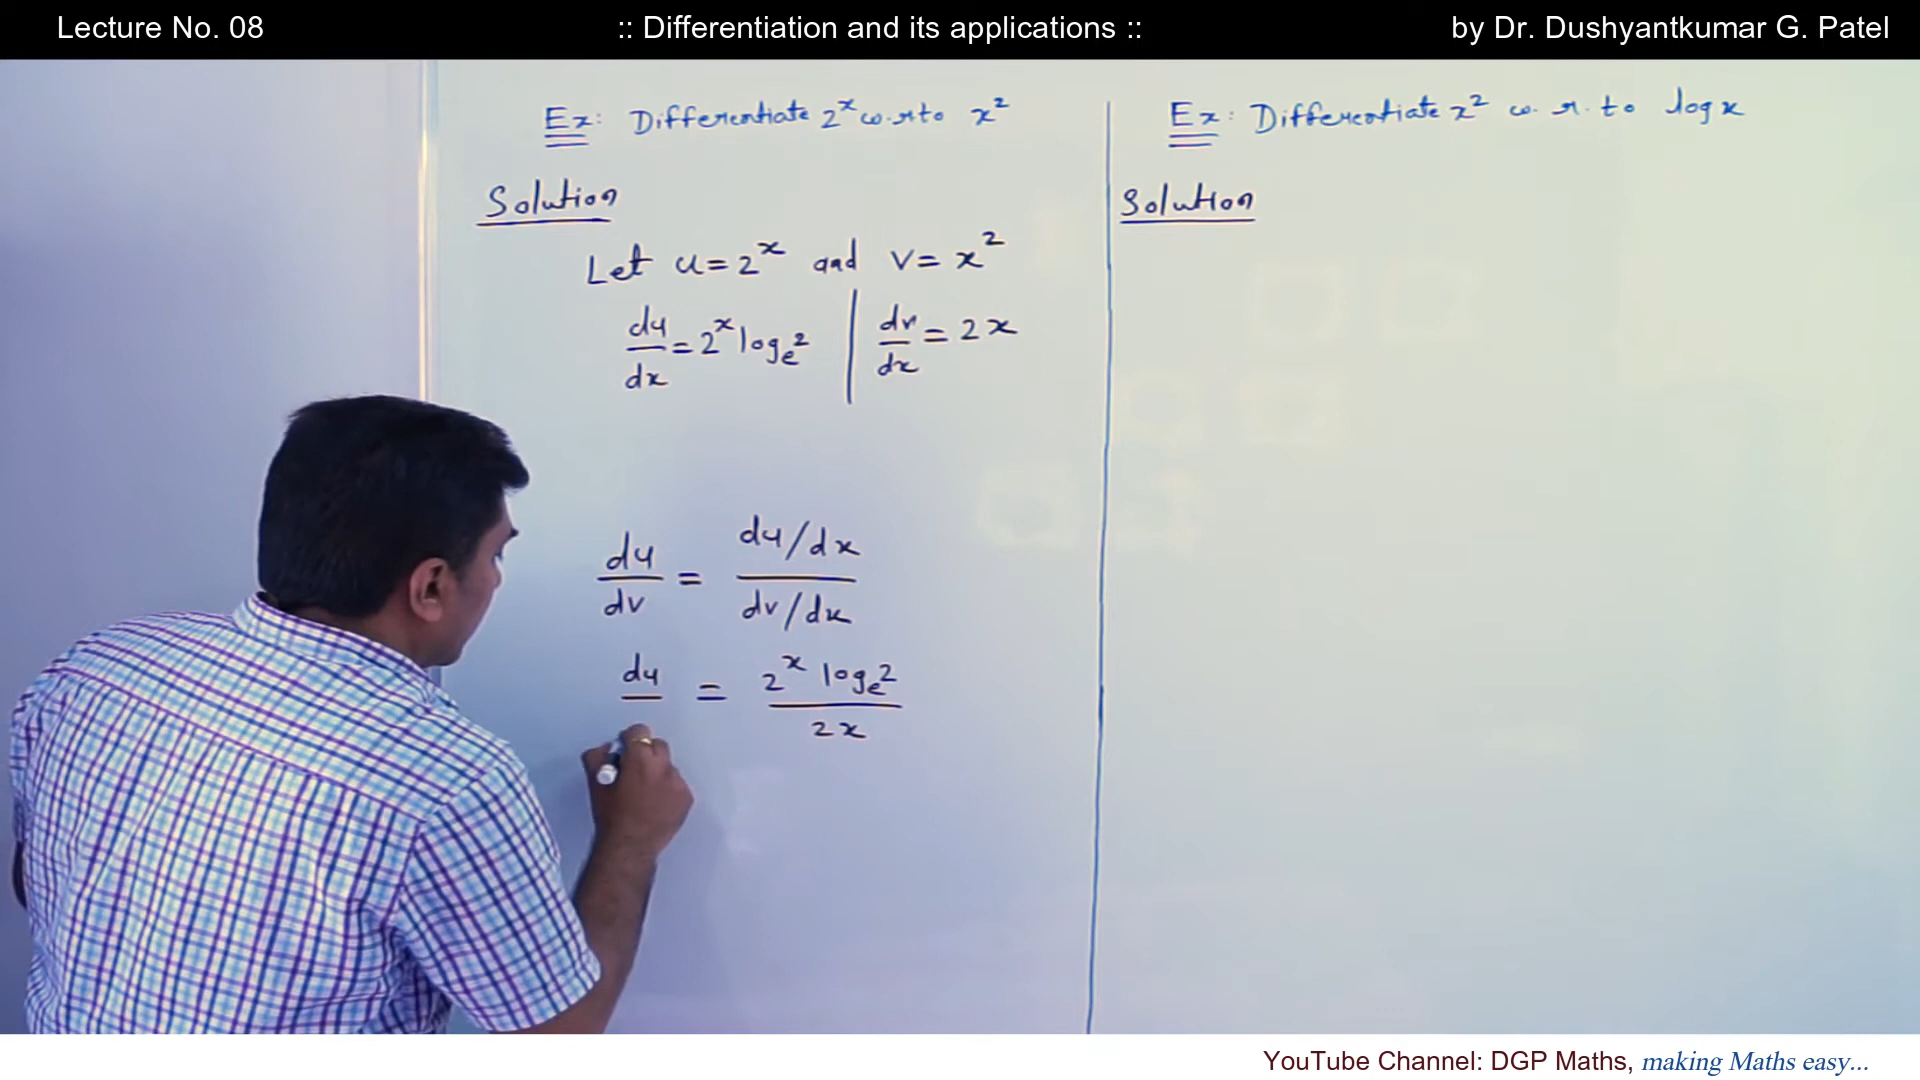 Lecture No. 08 :: Differentiation and its applications :: by Dr. Dushyantkumar G. Patel
Ex: Differentiate 2^x w.r.to x^2
Solution
Let u = 2^x and v = x^2
du/dx = 2^x log_e 2 | dv/dx = 2x
du/dv = (du/dx)/(dv/dx)
du = (2^x log_e 2)/(2x)
Ex: Differentiate x^2 w.r.to log x
Solution
YouTube Channel: DGP Maths, making Maths easy...